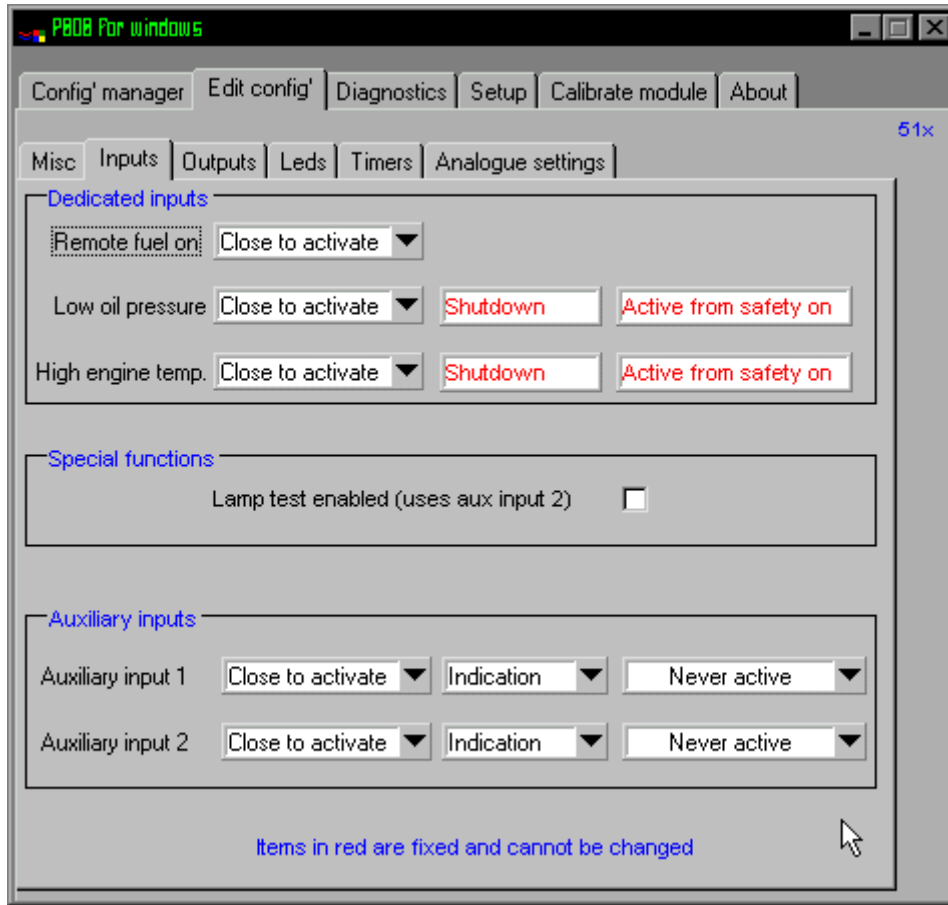 P808 For windows
Config' manager Edit config' Diagnostics Setup Calibrate module About
51x
Misc Inputs Outputs Leds Timers Analogue settings
Dedicated inputs
Remote fuel on Close to activate
Low oil pressure Close to activate Shutdown Active from safety on
High engine temp. Close to activate Shutdown Active from safety on
Special functions
Lamp test enabled (uses aux input 2)
Auxiliary inputs
Auxiliary input 1 Close to activate Indication Never active
Auxiliary input 2 Close to activate Indication Never active
Items in red are fixed and cannot be changed